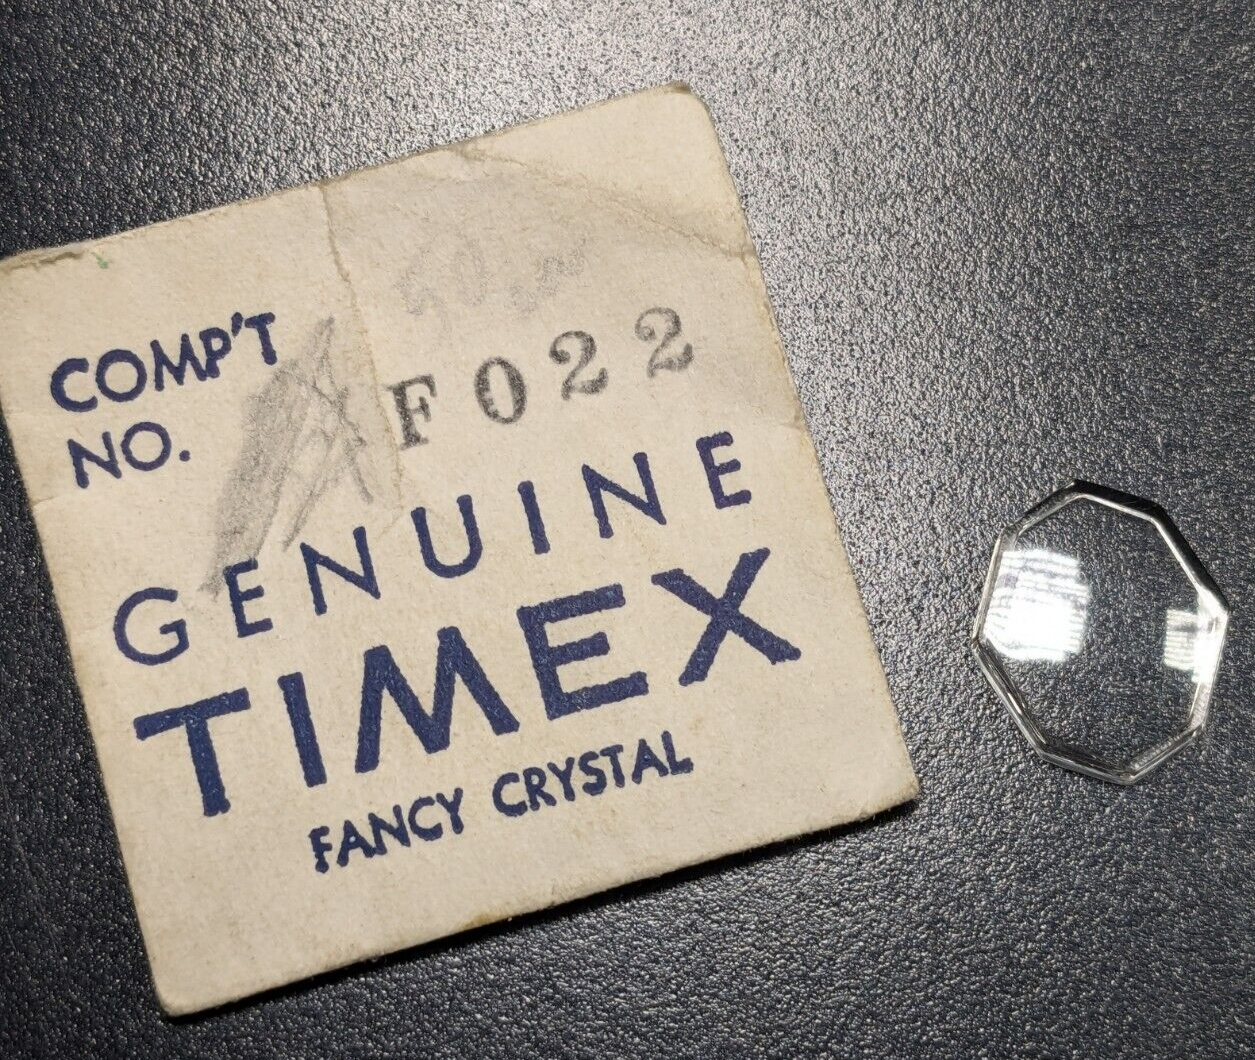 COMP'T
NO. F022
GENUINE
TIMEX
FANCY CRYSTAL